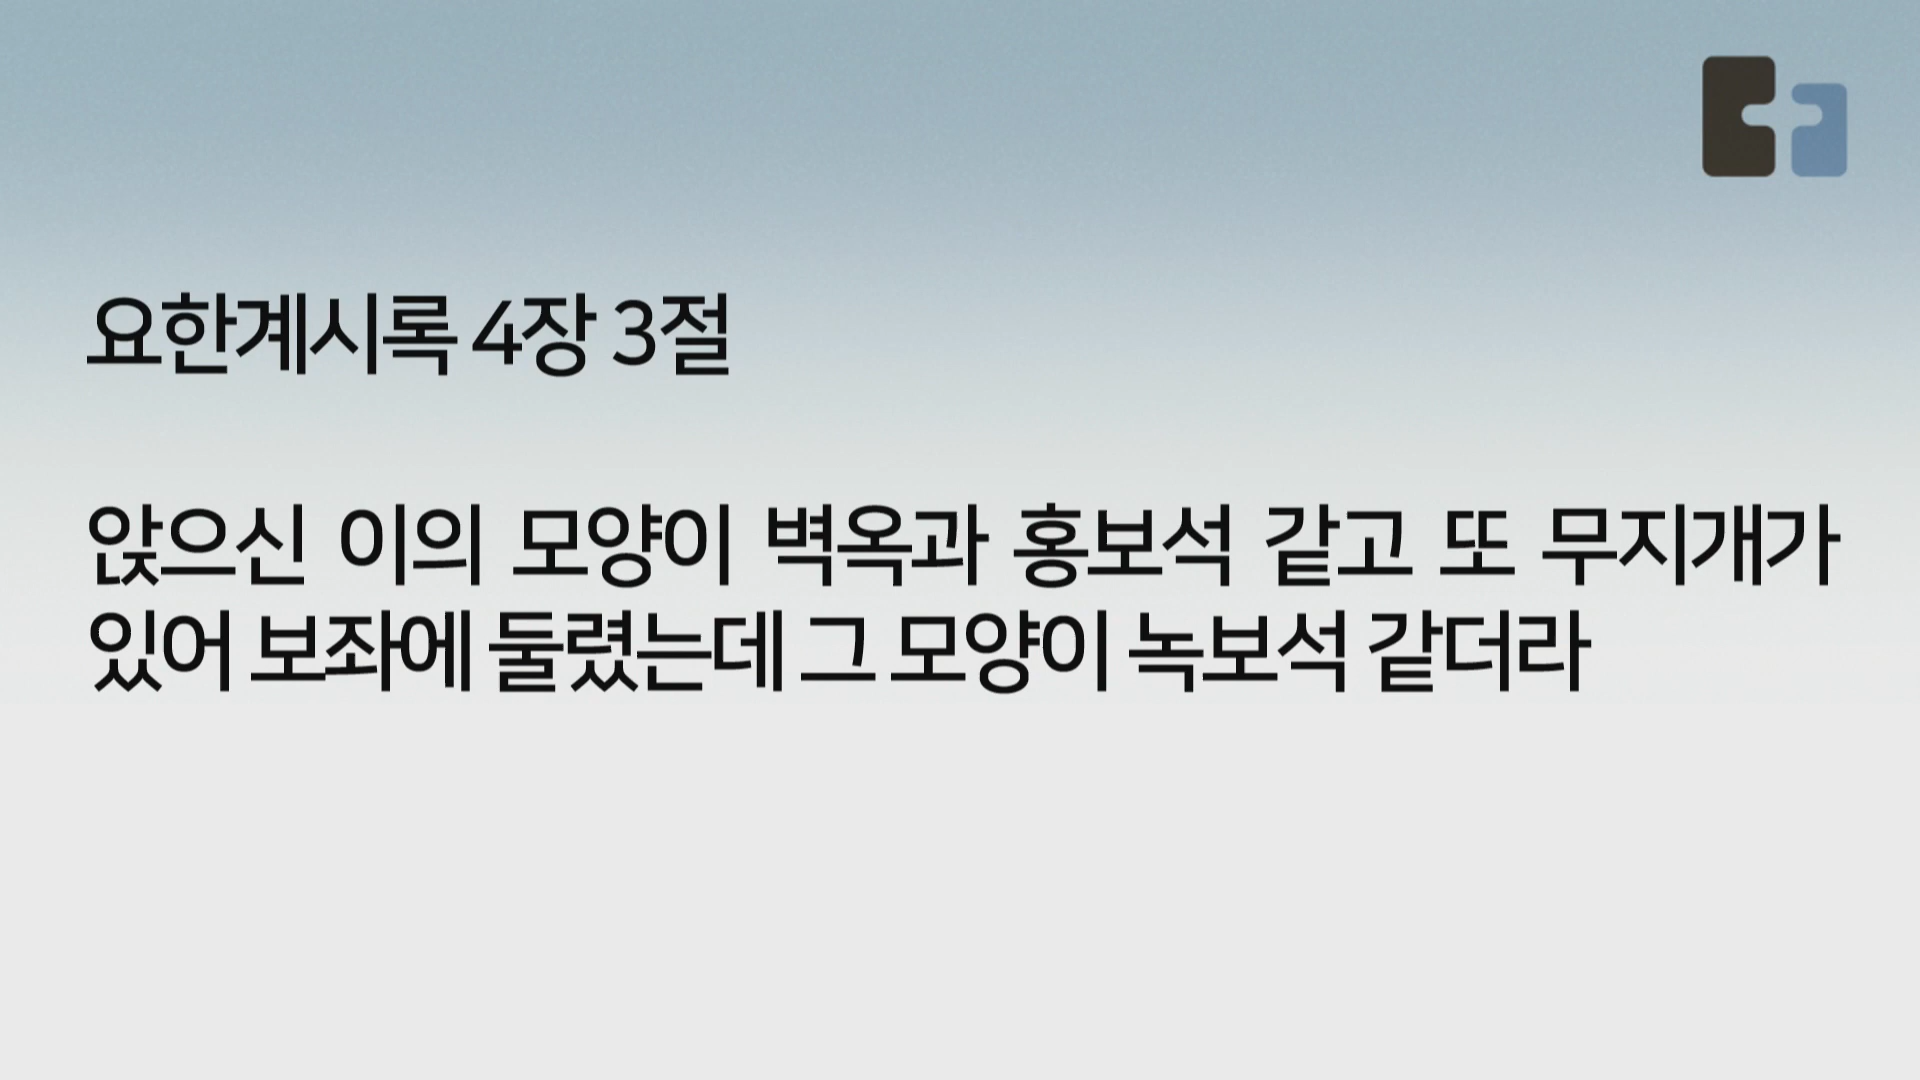 요한계시록 4장 3절
앉으신 이의 모양이 벽옥과 홍보석 같고 또 무지개가
있어 보좌에 둘렸는데 그 모양이 녹보석 같더라